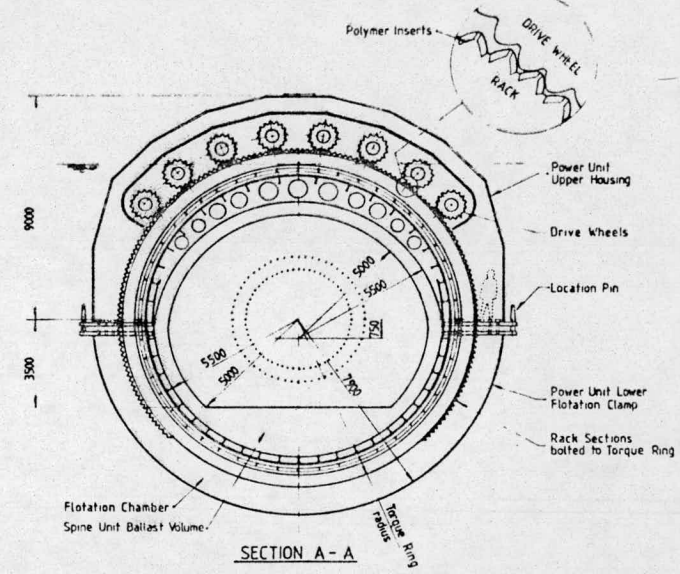 Polymer Inserts
DRIVE WHEEL
RACK
Power Unit
Upper Housing
9000
Drive Wheels
5000
5500
Location Pin
750
5500
5000
7900
3500
Power Unit Lower
Flotation Clamp
Rack Sections
bolted to Torque Ring
Flotation Chamber
Spine Unit Ballast Volume
Torque Ring
radius
SECTION A-A